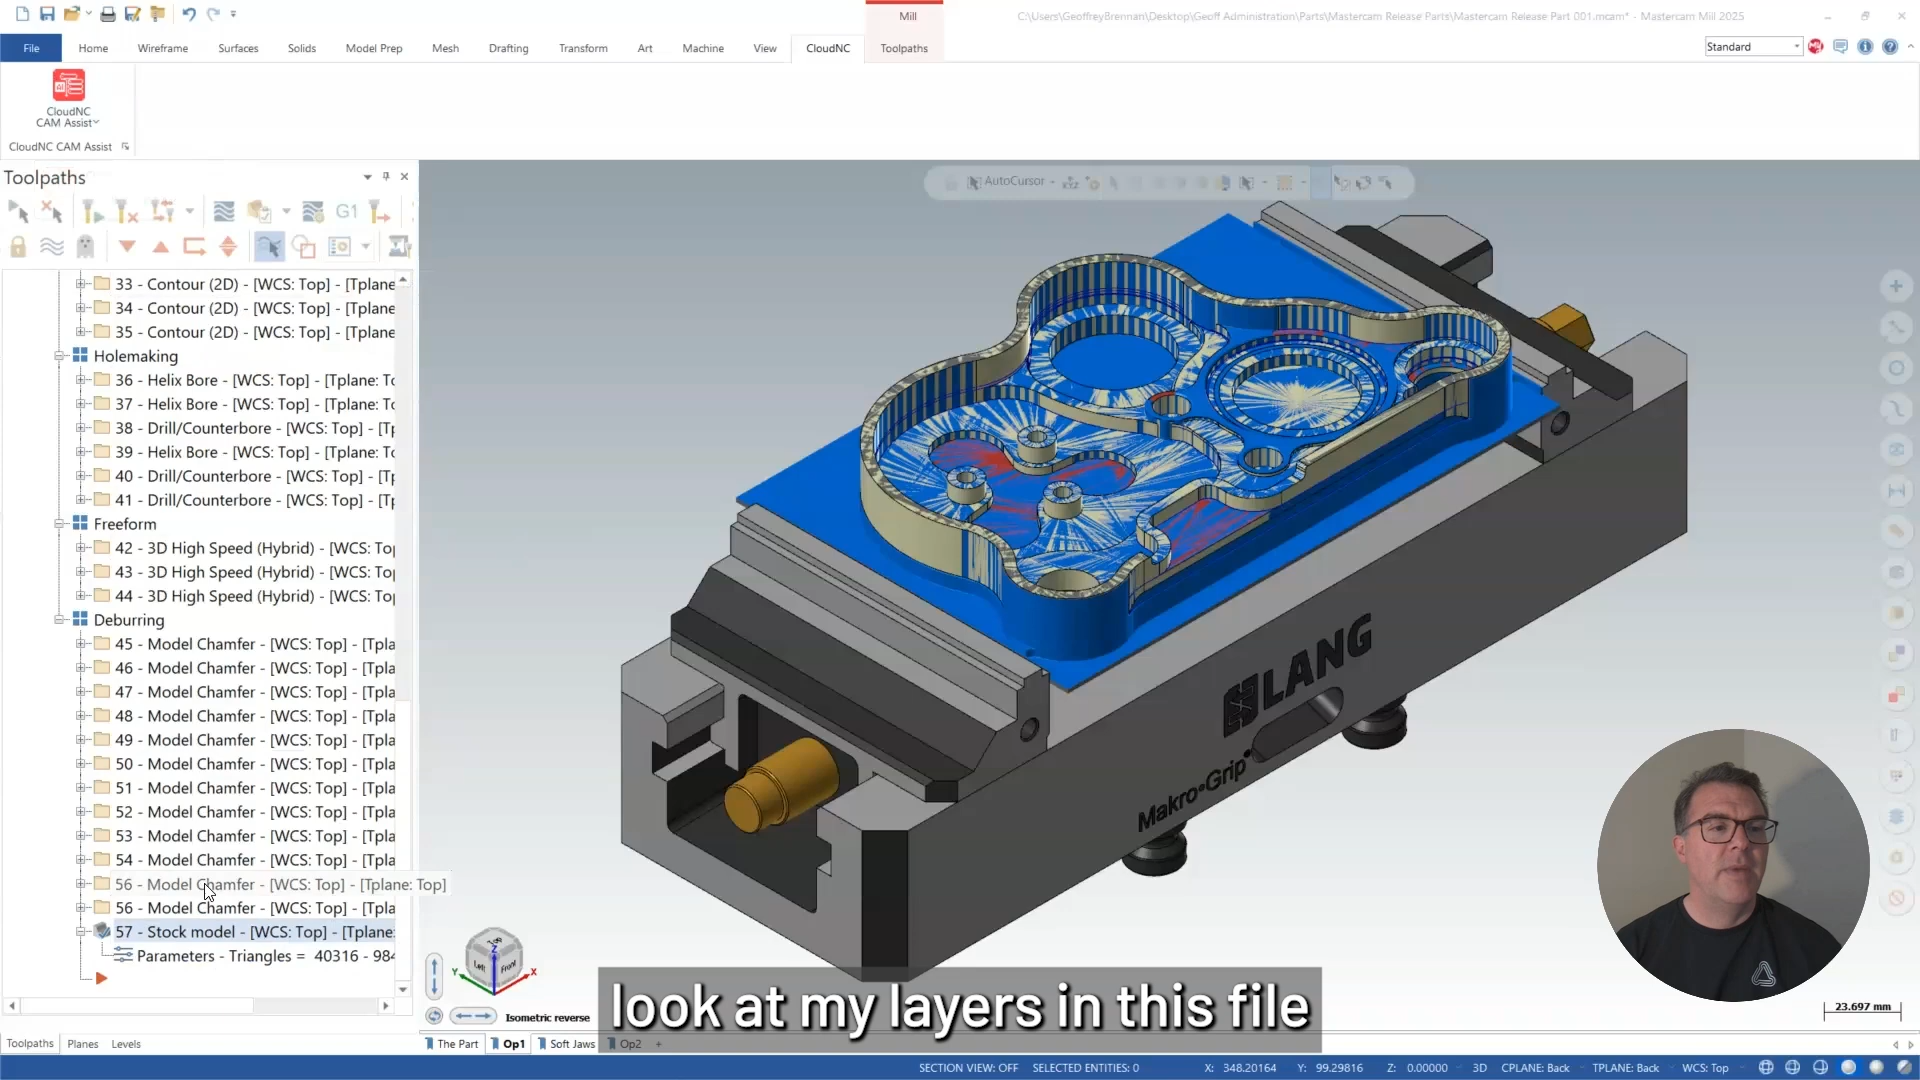 Mill
C:\Users\GeoffreyBrennan\Desktop\Geoff Administration\Parts\Mastercam Release Parts\Mastercam Release Part 001.mcam* - Mastercam Mill 2025
File
Home
Wireframe
Surfaces
Solids
Model Prep
Mesh
Drafting
Transform
Art
Machine
View
CloudNC
Toolpaths
Standard
CloudNC
CAM Assist
CloudNC CAM Assist
Toolpaths
AutoCursor
XYZ
G1
33 - Contour (2D) - [WCS: Top] - [Tplane
34 - Contour (2D) - [WCS: Top] - [Tplane
35 - Contour (2D) - [WCS: Top] - [Tplane
Holemaking
36 - Helix Bore - [WCS: Top] - [Tplane: To
37 - Helix Bore - [WCS: Top] - [Tplane: To
38 - Drill/Counterbore - [WCS: Top] - [Tp
39 - Helix Bore - [WCS: Top] - [Tplane: To
40 - Drill/Counterbore - [WCS: Top] - [Tp
41 - Drill/Counterbore - [WCS: Top] - [Tp
Freeform
42 - 3D High Speed (Hybrid) - [WCS: Top
43 - 3D High Speed (Hybrid) - [WCS: Top
44 - 3D High Speed (Hybrid) - [WCS: Top
Deburring
45 - Model Chamfer - [WCS: Top] - [Tpla
46 - Model Chamfer - [WCS: Top] - [Tpla
47 - Model Chamfer - [WCS: Top] - [Tpla
48 - Model Chamfer - [WCS: Top] - [Tpla
49 - Model Chamfer - [WCS: Top] - [Tpla
50 - Model Chamfer - [WCS: Top] - [Tpla
51 - Model Chamfer - [WCS: Top] - [Tpla
52 - Model Chamfer - [WCS: Top] - [Tpla
53 - Model Chamfer - [WCS: Top] - [Tpla
54 - Model Chamfer - [WCS: Top] - [Tpla
56 - Model Chamfer - [WCS: Top] - [Tplane: Top]
56 - Model Chamfer - [WCS: Top] - [Tpla
57 - Stock model - [WCS: Top] - [Tplane:
Parameters - Triangles = 40316 - 984
LANG
Makro•Grip
Top
Left
Front
Z
Y
X
Isometric reverse
look at my layers in this file
23.697 mm
Toolpaths
Planes
Levels
The Part
Op1
Soft Jaws
Op2
+
SECTION VIEW: OFF
SELECTED ENTITIES: 0
X: 348.20164
Y: 99.29816
Z: 0.00000
3D
CPLANE: Back
TPLANE: Back
WCS: Top